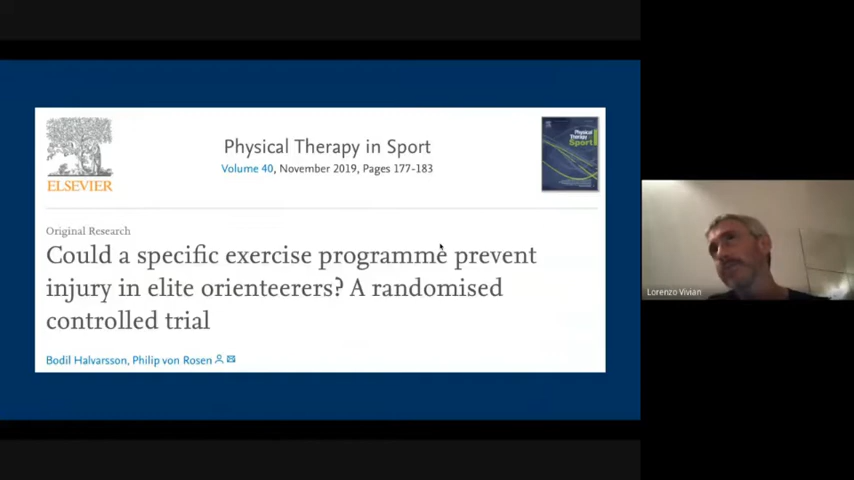 ELSEVIER
Physical Therapy in Sport
Volume 40, November 2019, Pages 177-183
Physical
Therapy
Sport
Original Research
Could a specific exercise programme prevent
injury in elite orienteerers? A randomised
controlled trial
Bodil Halvarsson, Philip von Rosen
Lorenzo Vivian